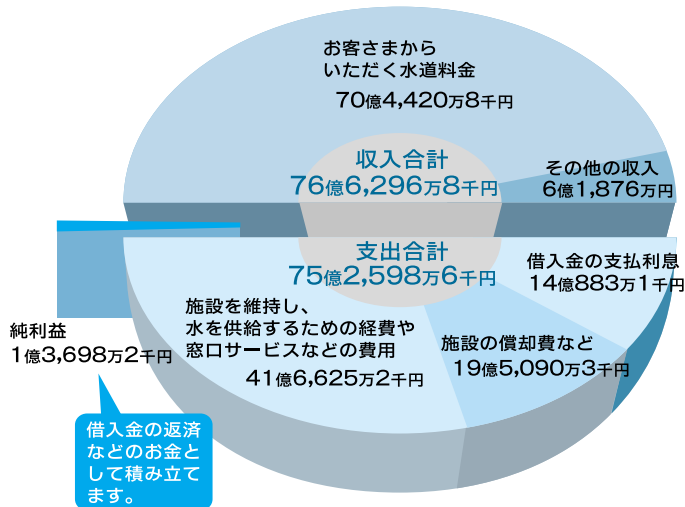 お客さまから
いただく水道料金
70億4,420万8千円
収入合計
76億6,296万8千円
その他の収入
6億1,876万円
支出合計
75億2,598万6千円
借入金の支払利息
14億883万1千円
施設を維持し、
水を供給するための経費や
窓口サービスなどの費用
41億6,625万2千円
施設の償却費など
19億5,090万3千円
純利益
1億3,698万2千円
借入金の返済
などのお金と
して積み立て
ます。